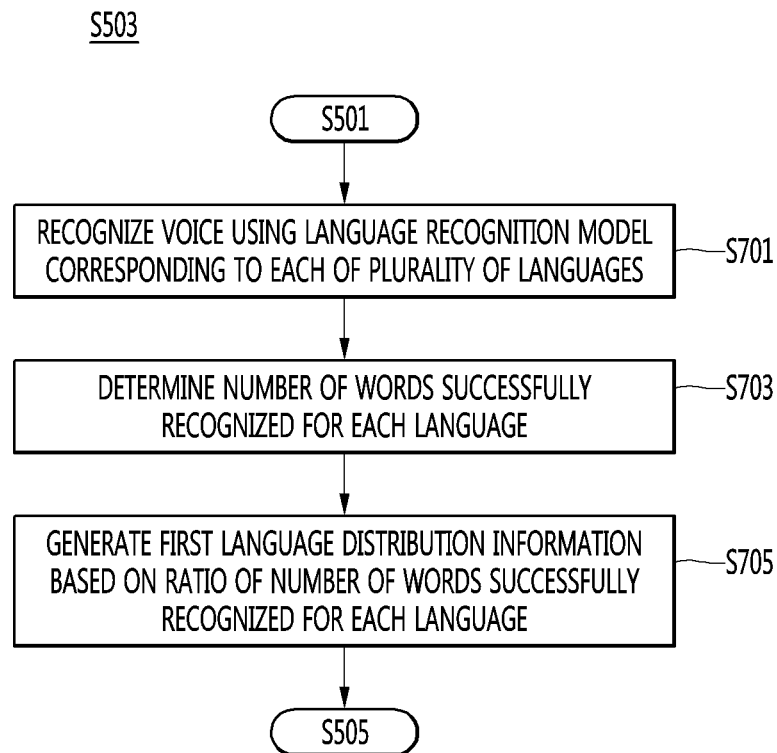 S503
S501
RECOGNIZE VOICE USING LANGUAGE RECOGNITION MODEL
CORRESPONDING TO EACH OF PLURALITY OF LANGUAGES
S701
DETERMINE NUMBER OF WORDS SUCCESSFULLY
RECOGNIZED FOR EACH LANGUAGE
S703
GENERATE FIRST LANGUAGE DISTRIBUTION INFORMATION
BASED ON RATIO OF NUMBER OF WORDS SUCCESSFULLY
RECOGNIZED FOR EACH LANGUAGE
S705
S505